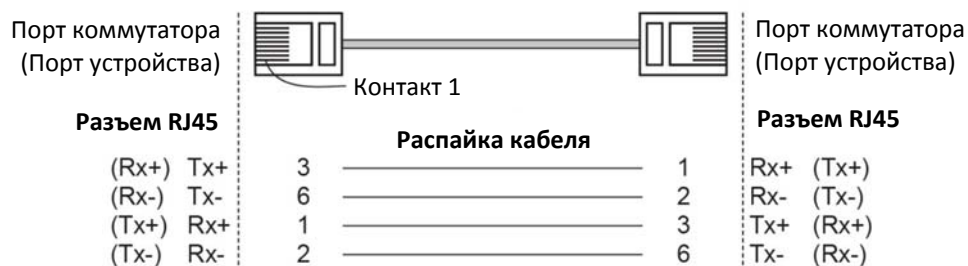 Порт коммутатора
(Порт устройства)
Порт коммутатора
(Порт устройства)
Контакт 1
Разъем RJ45
Распайка кабеля
Разъем RJ45
(Rx+) Tx+ 3 1 Rx+ (Tx+)
(Rx-) Tx- 6 2 Rx- (Tx-)
(Tx+) Rx+ 1 3 Tx+ (Rx+)
(Tx-) Rx- 2 6 Tx- (Rx-)